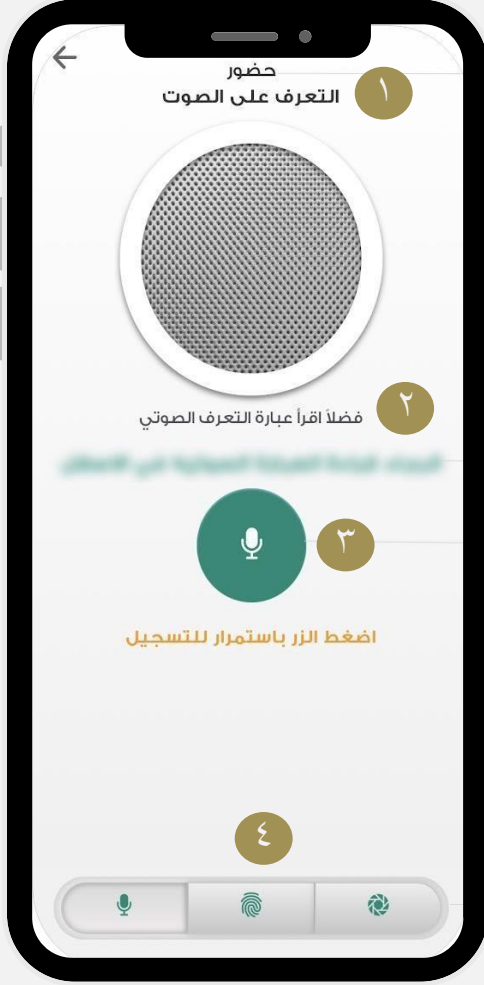 حضور
التعرف على الصوت
١
فضلاً اقرأ عبارة التعرف الصوتي
٢
٣
اضغط الزر باستمرار للتسجيل
٤